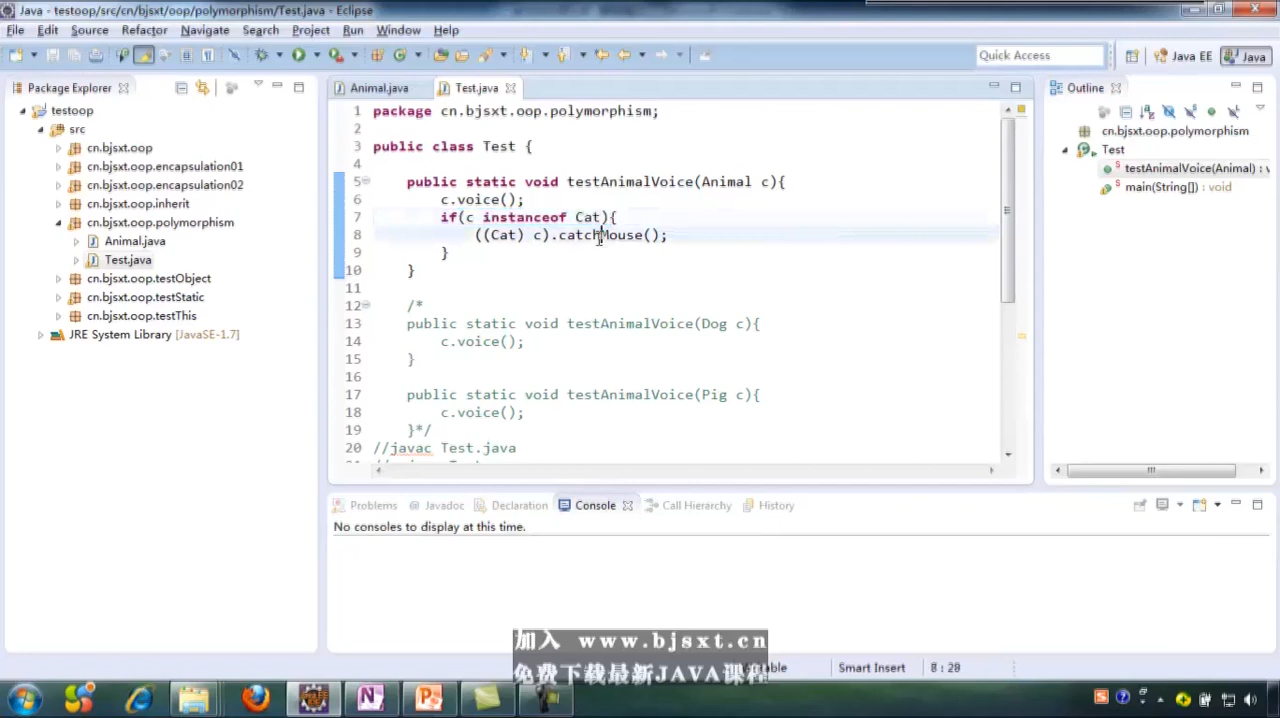 Java - testoop/src/cn/bjsxt/oop/polymorphism/Test.java - Eclipse
File Edit Source Refactor Navigate Search Project Run Window Help
Quick Access
Java EE
Java
Package Explorer
testoop
src
cn.bjsxt.oop
cn.bjsxt.oop.encapsulation01
cn.bjsxt.oop.encapsulation02
cn.bjsxt.oop.inherit
cn.bjsxt.oop.polymorphism
Animal.java
Test.java
cn.bjsxt.oop.testObject
cn.bjsxt.oop.testStatic
cn.bjsxt.oop.testThis
JRE System Library [JavaSE-1.7]
Animal.java Test.java
1 package cn.bjsxt.oop.polymorphism;
2
3 public class Test {
4
5 public static void testAnimalVoice(Animal c){
6 c.voice();
7 if(c instanceof Cat){
8 ((Cat) c).catchMouse();
9 }
10 }
11
12 /*
13 public static void testAnimalVoice(Dog c){
14 c.voice();
15 }
16
17 public static void testAnimalVoice(Pig c){
18 c.voice();
19 }*/
20 //javac Test.java
Outline
cn.bjsxt.oop.polymorphism
Test
testAnimalVoice(Animal) : v
main(String[]) : void
Problems @ Javadoc Declaration Console Call Hierarchy History
No consoles to display at this time.
加入 www.bjsxt.cn
免费下载最新JAVA课程
Smart Insert
8 : 28